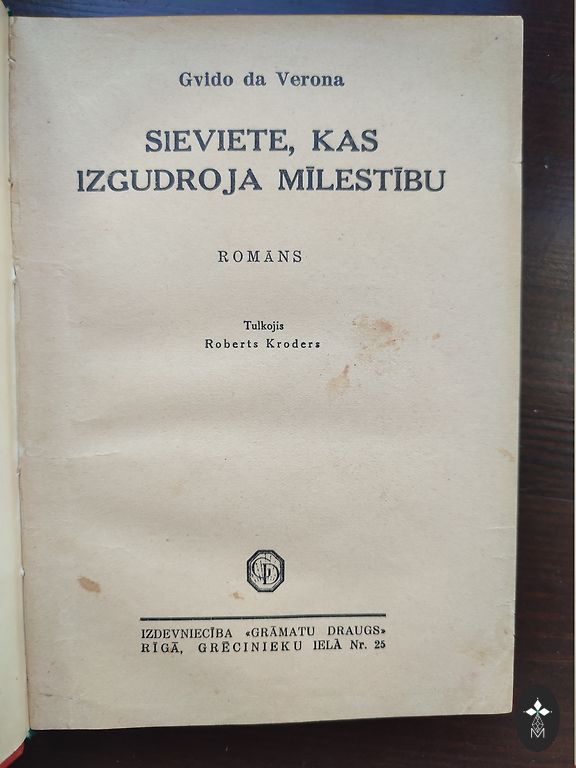 Gvido da Verona
SIEVIETE, KAS
IZGUDROJA MĪLESTĪBU
ROMĀNS
Tulkojis
Roberts Kroders
GD
IZDEVNIECĪBA «GRĀMATU DRAUGS»
RĪGĀ, GRĒCINIEKU IELĀ Nr. 25
M